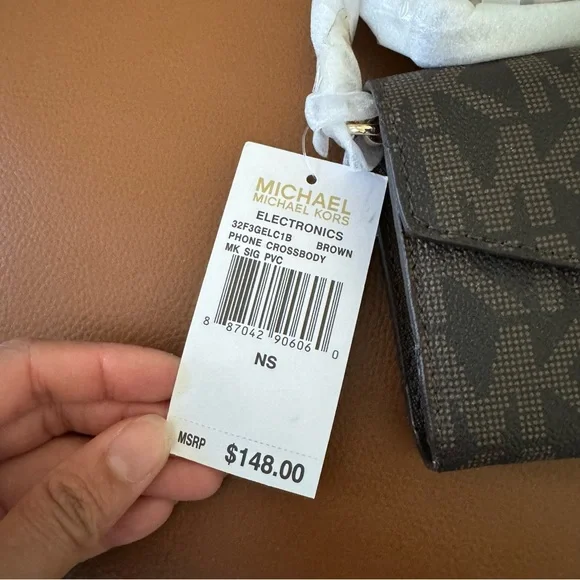 MICHAEL
MICHAEL KORS
ELECTRONICS
32F3GELC1B BROWN
PHONE CROSSBODY
MK SIG PVC
8 87042 90606 0
NS
MSRP $148.00